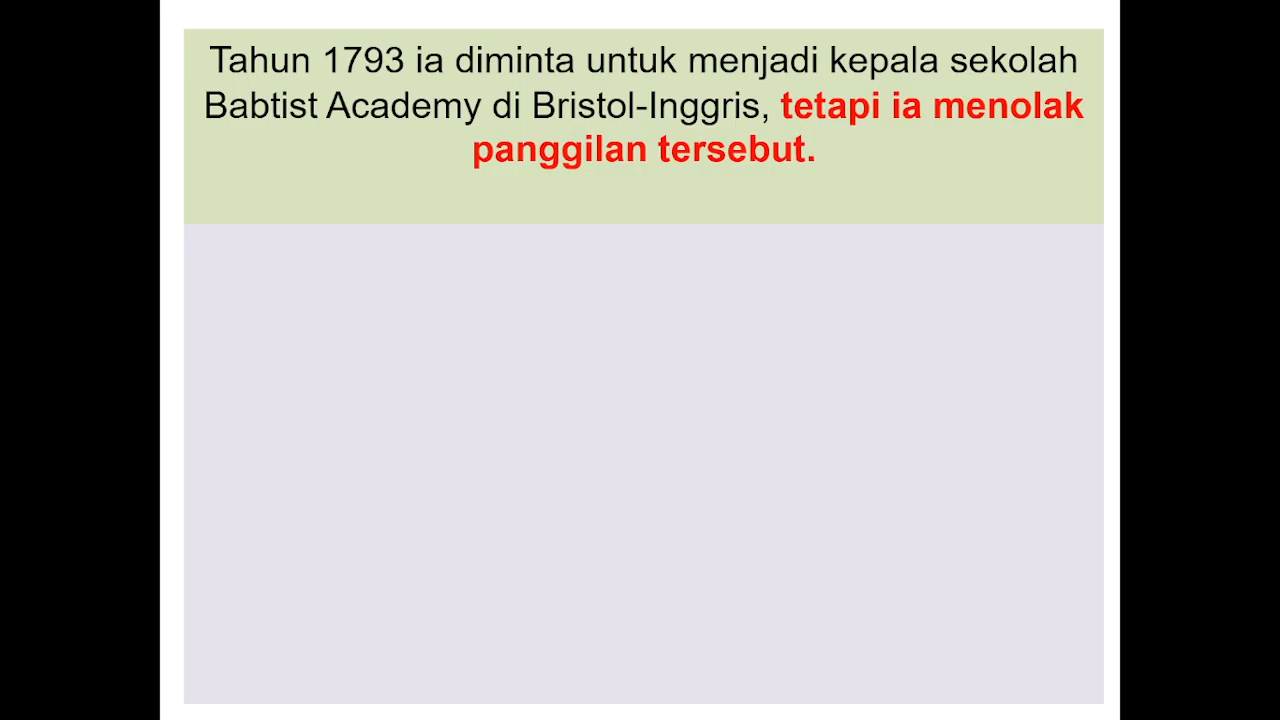 Tahun 1793 ia diminta untuk menjadi kepala sekolah
Babtist Academy di Bristol-Inggris, tetapi ia menolak
panggilan tersebut.